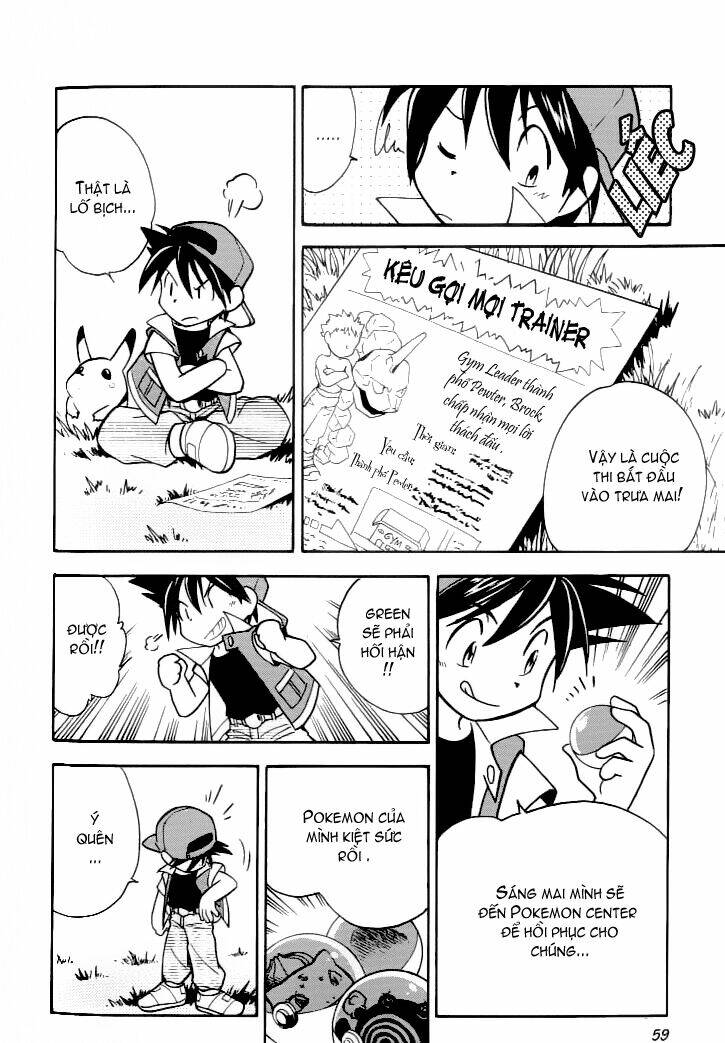 Thật là
lố bịch...
.....
LIẾC
KÊU GỌI MỌI TRAINER
Gym Leader thành
phố Pewter, Brock,
chấp nhận mọi lời
thách đấu.
Thời gian:
Yêu cầu:
Thành phố Pewter
GYM
Vậy là cuộc
thi bắt đầu
vào trưa mai!
Được
rồi!!
Green
sẽ phải
hối hận
!!
Sáng mai mình sẽ
đến Pokemon center
để hồi phục cho
chúng...
Ý
quên
...
Pokemon của
mình kiệt sức
rồi .
59